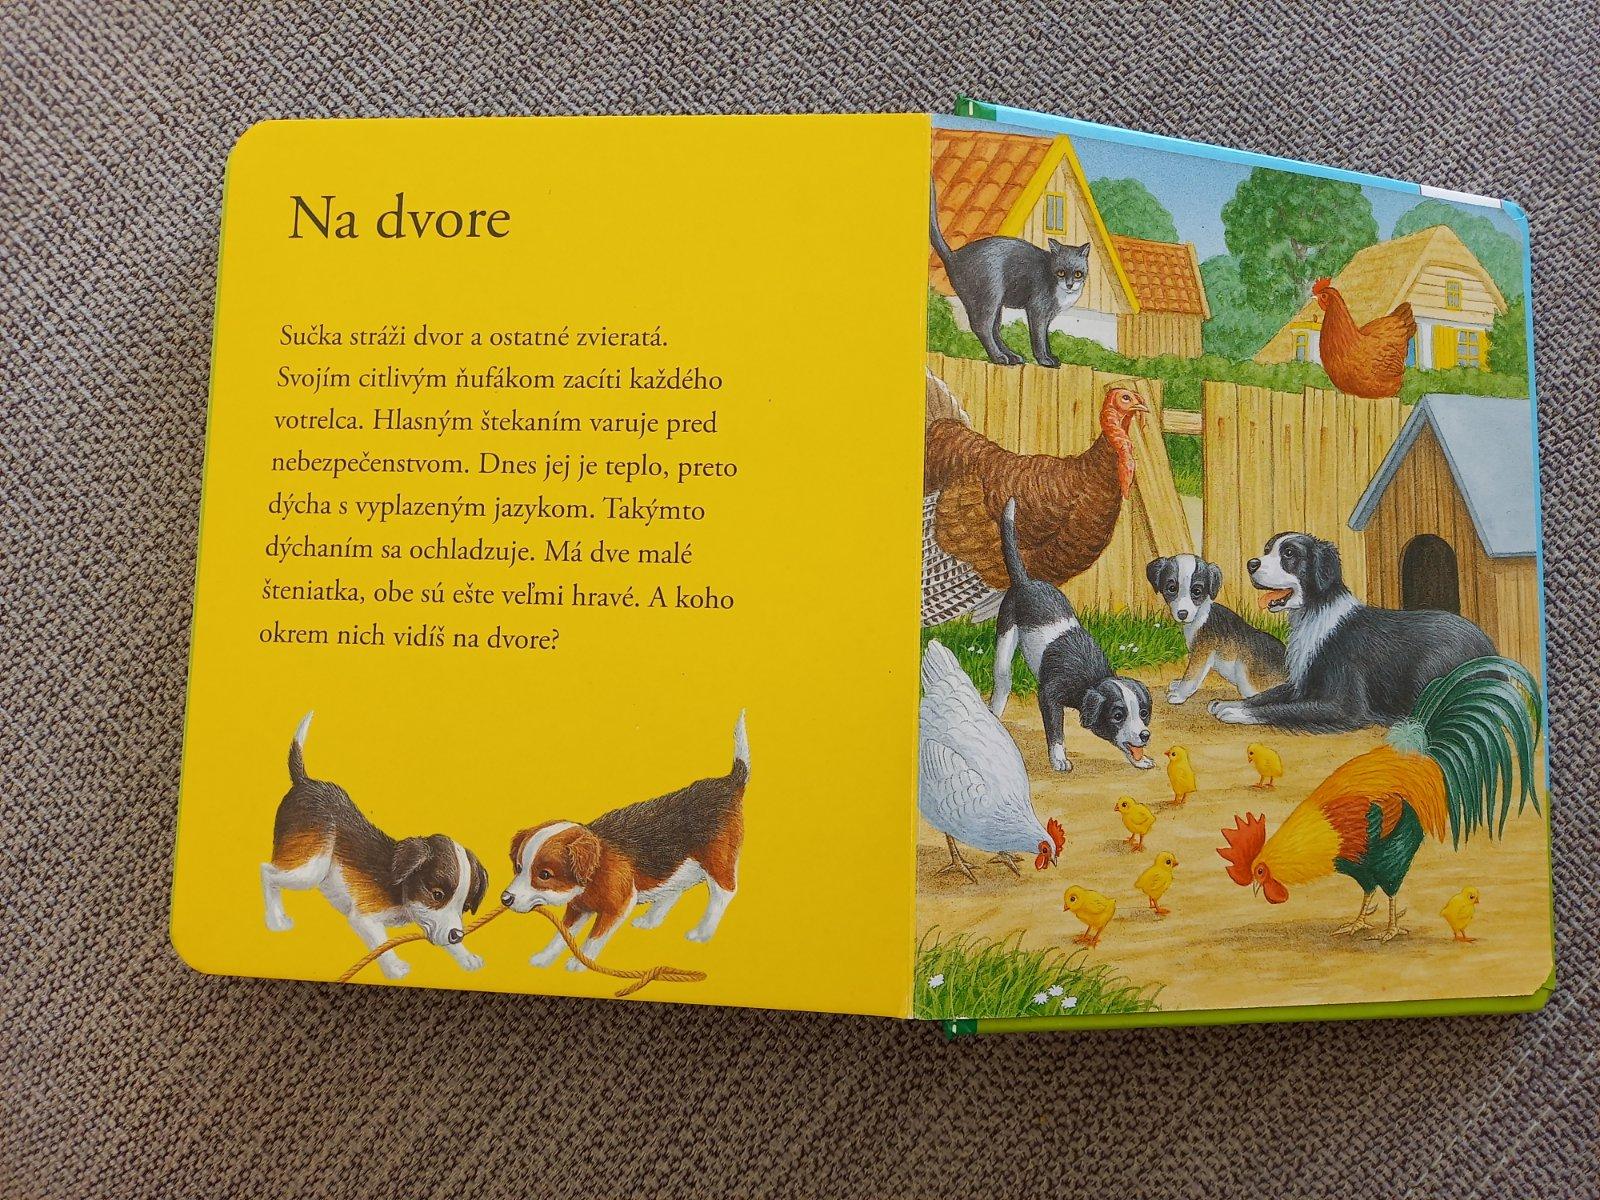 Na dvore
Sučka stráži dvor a ostatné zvieratá.
Svojím citlivým ňufákom zacíti každého
votrelca. Hlasným štekaním varuje pred
nebezpečenstvom. Dnes jej je teplo, preto
dýcha s vyplazeným jazykom. Takýmto
dýchaním sa ochladzuje. Má dve malé
šteniatka, obe sú ešte veľmi hravé. A koho
okrem nich vidíš na dvore?